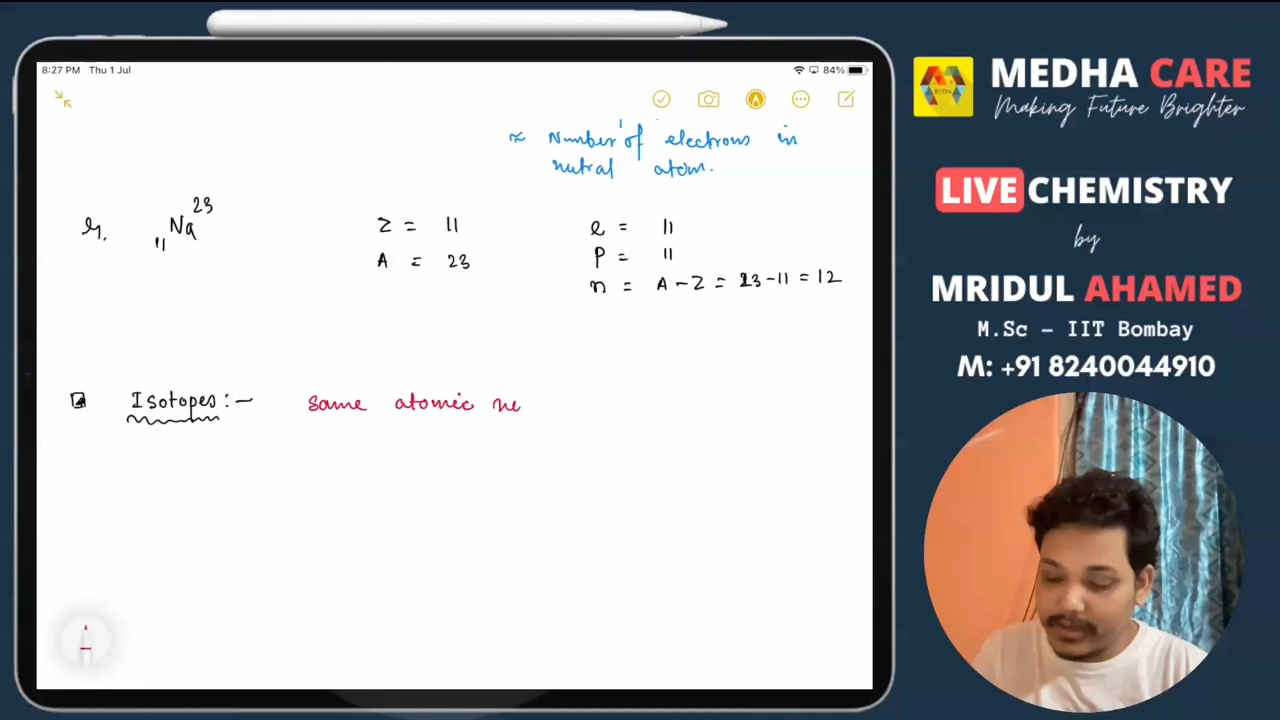 8:27 PM Thu 1 Jul
84%
≈ Number of electrons in
nutral atom.
11Na23
Z = 11
A = 23
e = 11
P = 11
n = A - Z = 23 - 11 = 12
Isotopes :-
same atomic ne
MEDHA CARE
Making Future Brighter
LIVE CHEMISTRY
by
MRIDUL AHAMED
M.Sc - IIT Bombay
M: +91 8240044910